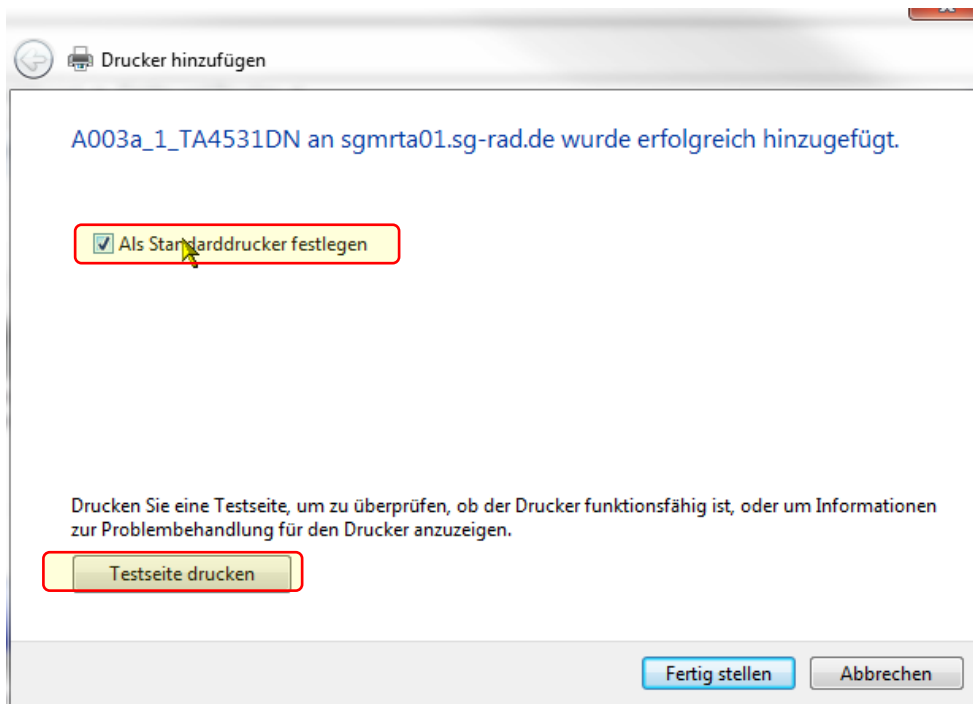 Drucker hinzufügen
A003a_1_TA4531DN an sgmrta01.sg-rad.de wurde erfolgreich hinzugefügt.
Als Standarddrucker festlegen
Drucken Sie eine Testseite, um zu überprüfen, ob der Drucker funktionsfähig ist, oder um Informationen
zur Problembehandlung für den Drucker anzuzeigen.
Testseite drucken
Fertig stellen Abbrechen